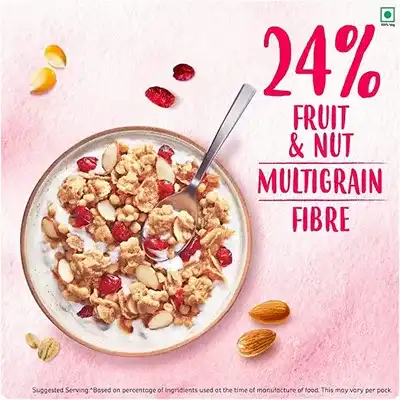 24%
FRUIT
& NUT
MULTIGRAIN
FIBRE
Suggested Serving.*Based on percentage of ingredients used at the time of manufacture of food. This may vary per pack.